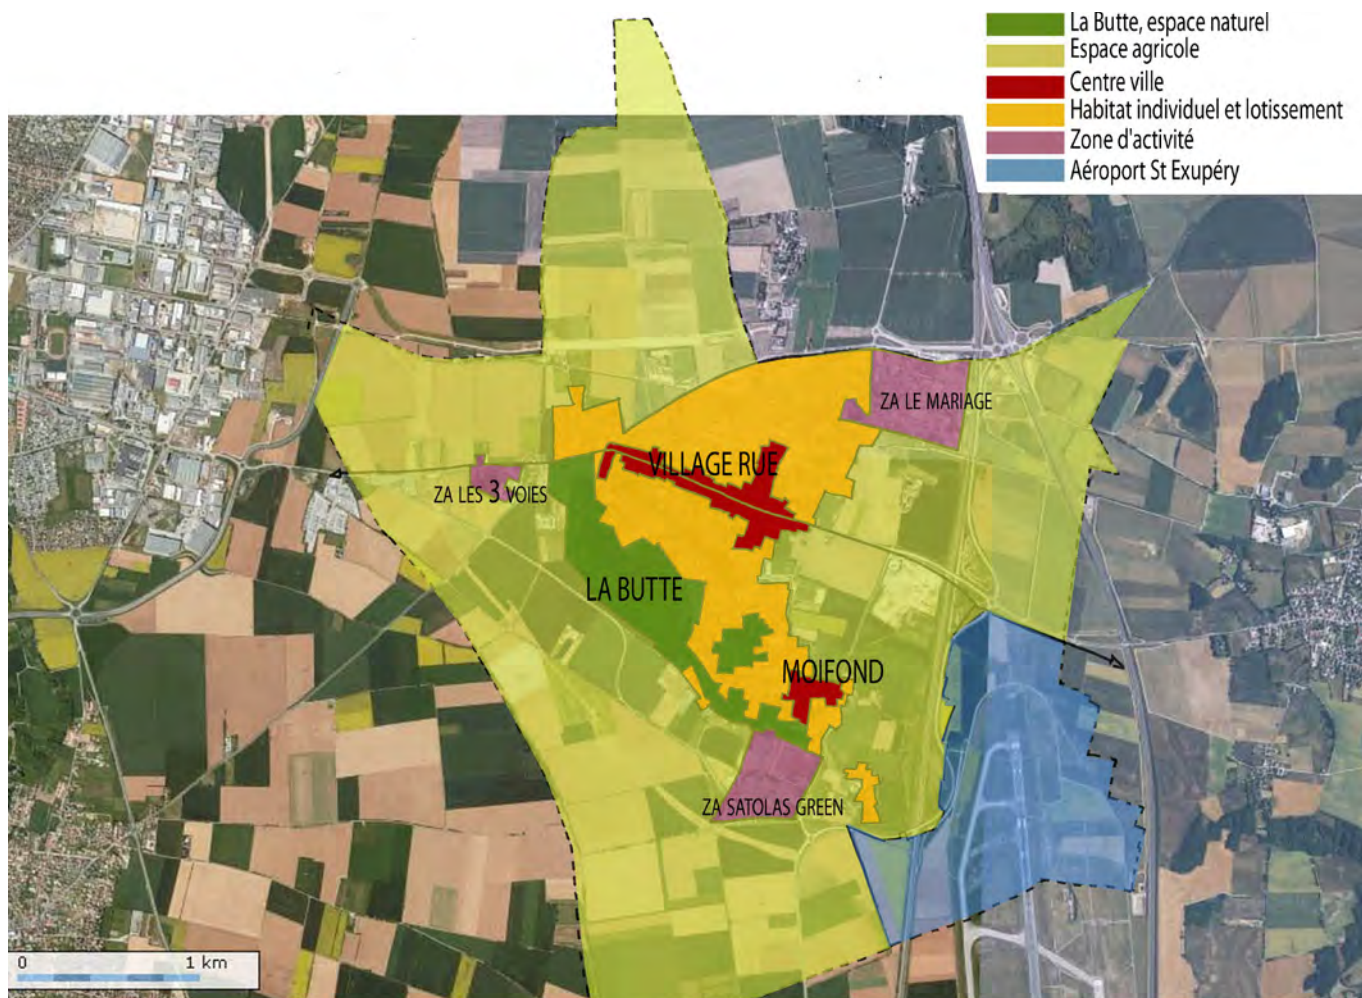 La Butte, espace naturel
Espace agricole
Centre ville
Habitat individuel et lotissement
Zone d'activité
Aéroport St Exupéry
ZA LE MARIAGE
VILLAGE RUE
ZA LES 3 VOIES
LA BUTTE
MOIFOND
ZA SATOLAS GREEN
0 1 km